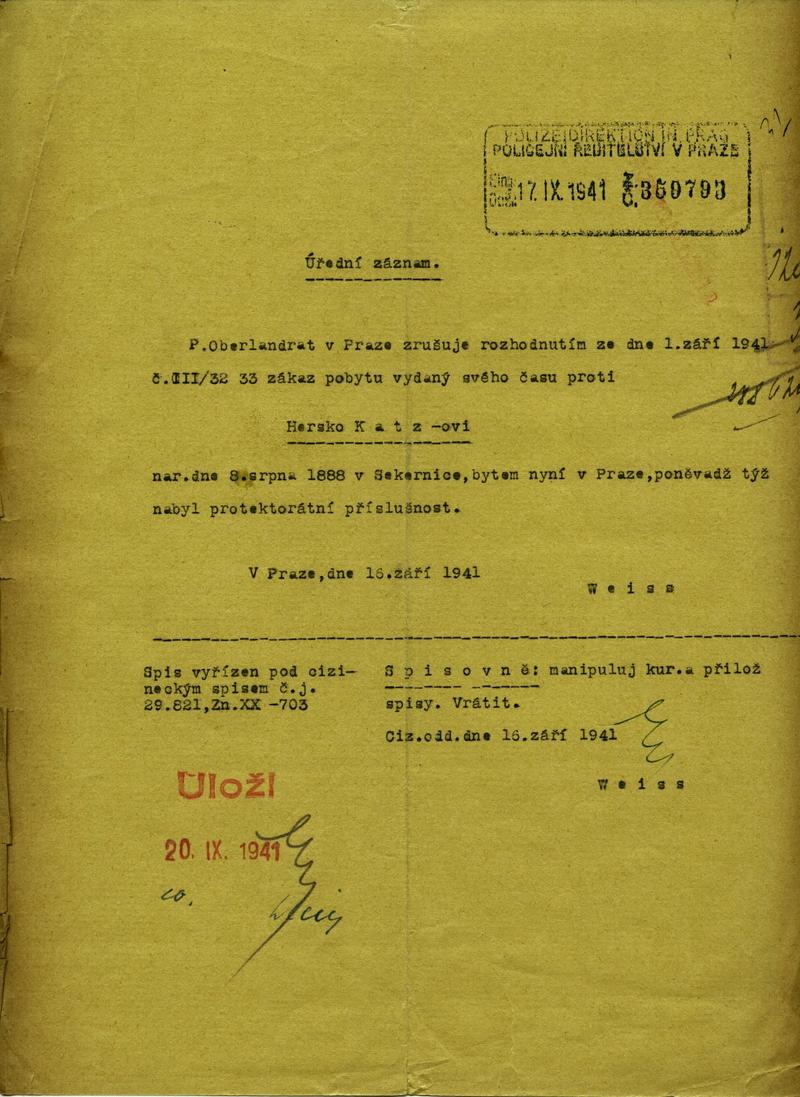 POLIZEIDIREKTION IN PRAG
POLICEJNÍ ŘEDITELSTVÍ V PRAZE
17. IX. 1941 Z. Č. 369793
Úřední záznam.
P.Oberlandrat v Praze zrušuje rozhodnutím ze dne 1.září 1941
č.III/32 33 zákaz pobytu vydaný svého času proti
Hersko K a t z -ovi
nar.dne 8.srpna 1888 v Sekernice,bytem nyní v Praze,poněvadž týž
nabyl protektorátní příslušnost.
V Praze,dne 16.září 1941
W e i s s
Spis vyřízen pod cizi-
neckým spisem č.j.
29.821,Zn.XX -703
S p i s o v n ě: manipuluj kur.a přilož
spisy. Vrátit.
Ciz.odd.dne 16.září 1941
W e i s s
Uloží
20. IX. 1941